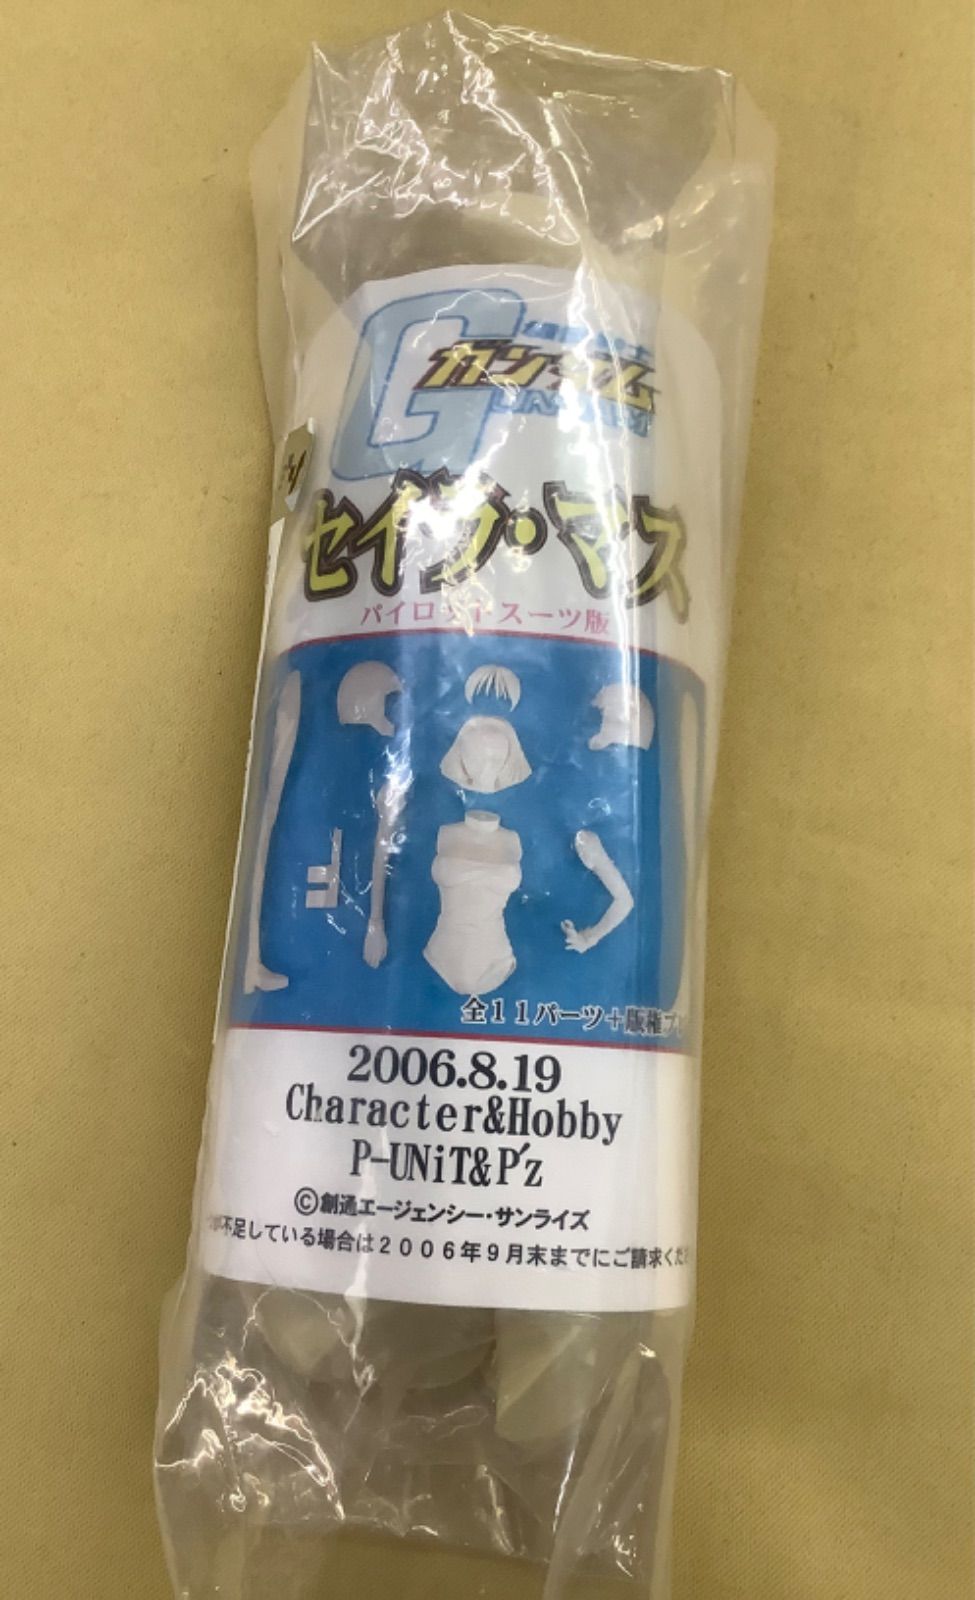 ガンダム
GUNDAM
セイラ・マス
パイロットスーツ版
全11パーツ+版権プ
2006.8.19
Character&Hobby
P-UNiT&P'z
©創通エージェンシー・サンライズ
が不足している場合は2006年9月末までにご請求くだ